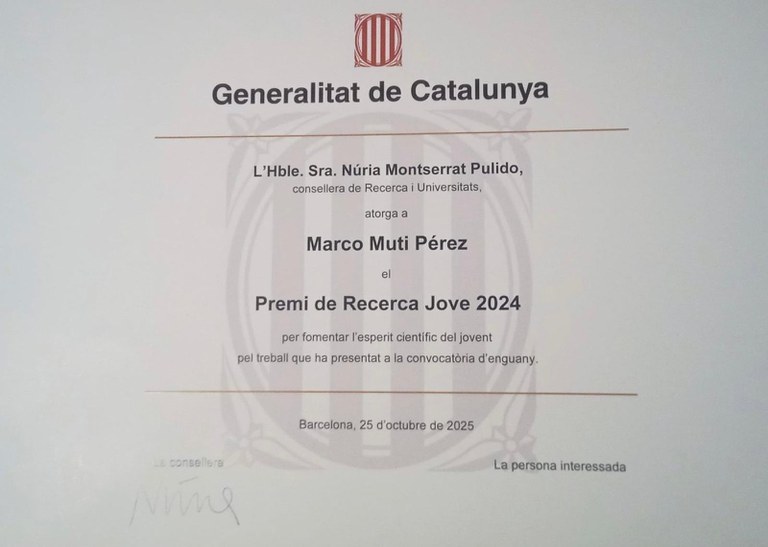 Generalitat de Catalunya
L'Hble. Sra. Núria Montserrat Pulido,
consellera de Recerca i Universitats,
atorga a
Marco Muti Pérez
el
Premi de Recerca Jove 2024
per fomentar l'esperit científic del jovent
pel treball que ha presentat a la convocatòria d'enguany.
Barcelona, 25 d'octubre de 2025
La consellera
La persona interessada
Núria